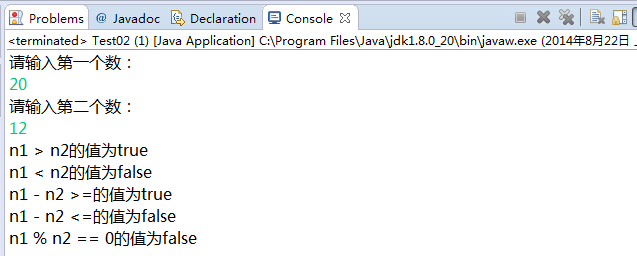 Problems @ Javadoc Declaration Console
<terminated> Test02 (1) [Java Application] C:\Program Files\Java\jdk1.8.0_20\bin\javaw.exe (2014年8月22日
请输入第一个数：
20
请输入第二个数：
12
n1 > n2的值为true
n1 < n2的值为false
n1 - n2 >=的值为true
n1 - n2 <=的值为false
n1 % n2 == 0的值为false